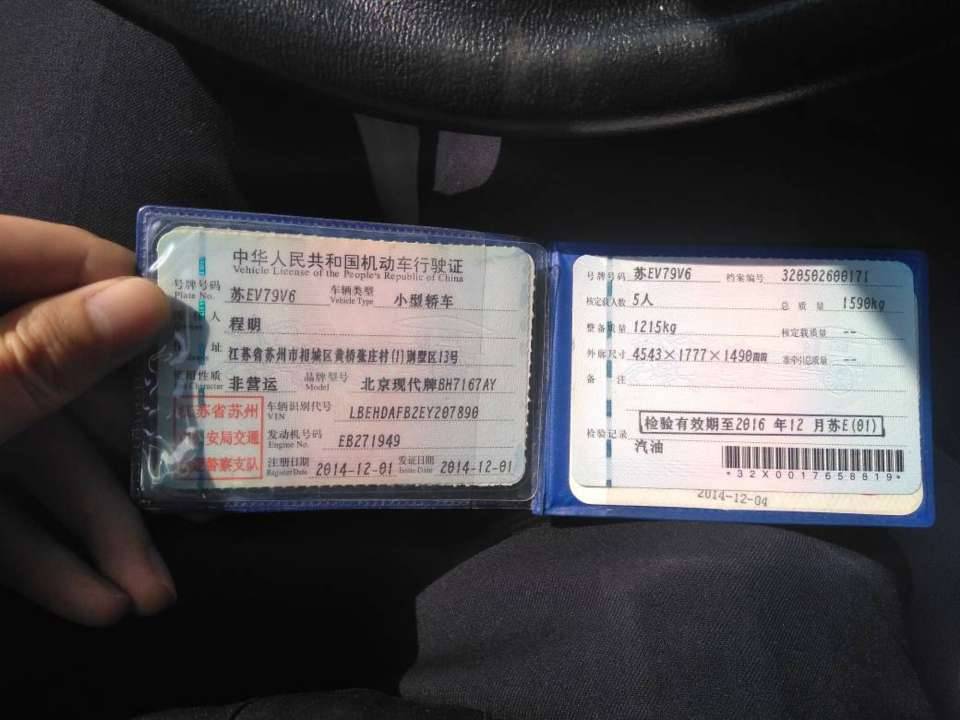 中华人民共和国机动车行驶证
Vehicle License of the People's Republic of China
号牌号码 苏EV79V6 车辆类型 小型轿车
Plate No. Vehicle Type
人 程明
址 江苏省苏州市相城区黄桥张庄村(1)别墅区13号
使用性质 非营运 品牌型号 北京现代牌BH7167AY
Character Model
江苏省苏州
安局交通
警察支队
车辆识别代号 LBEHDAFB2EY207890
VIN
发动机号码 EB271949
Engine No.
注册日期 2014-12-01 发证日期 2014-12-01
Register Date Issue Date
号牌号码 苏EV79V6 档案编号 320502600171
核定载人数 5人 总质量 1590kg
整备质量 1215kg 核定载质量 --
外廓尺寸 4543×1777×1490mm 准牵引总质量 --
备注
检验记录 检验有效期至2016 年12 月苏E(01)
汽油
*32X0017658819*
2014-12-04